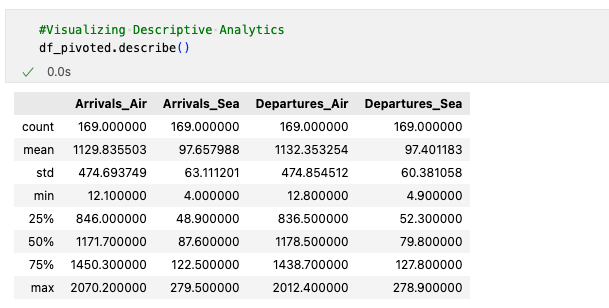 #Visualizing Descriptive Analytics
df_pivoted.describe()
0.0s
Arrivals_Air Arrivals_Sea Departures_Air Departures_Sea
count 169.000000 169.000000 169.000000 169.000000
mean 1129.835503 97.657988 1132.353254 97.401183
std 474.693749 63.111201 474.854512 60.381058
min 12.100000 4.000000 12.800000 4.900000
25% 846.000000 48.900000 836.500000 52.300000
50% 1171.700000 87.600000 1178.500000 79.800000
75% 1450.300000 122.500000 1438.700000 127.800000
max 2070.200000 279.500000 2012.400000 278.900000